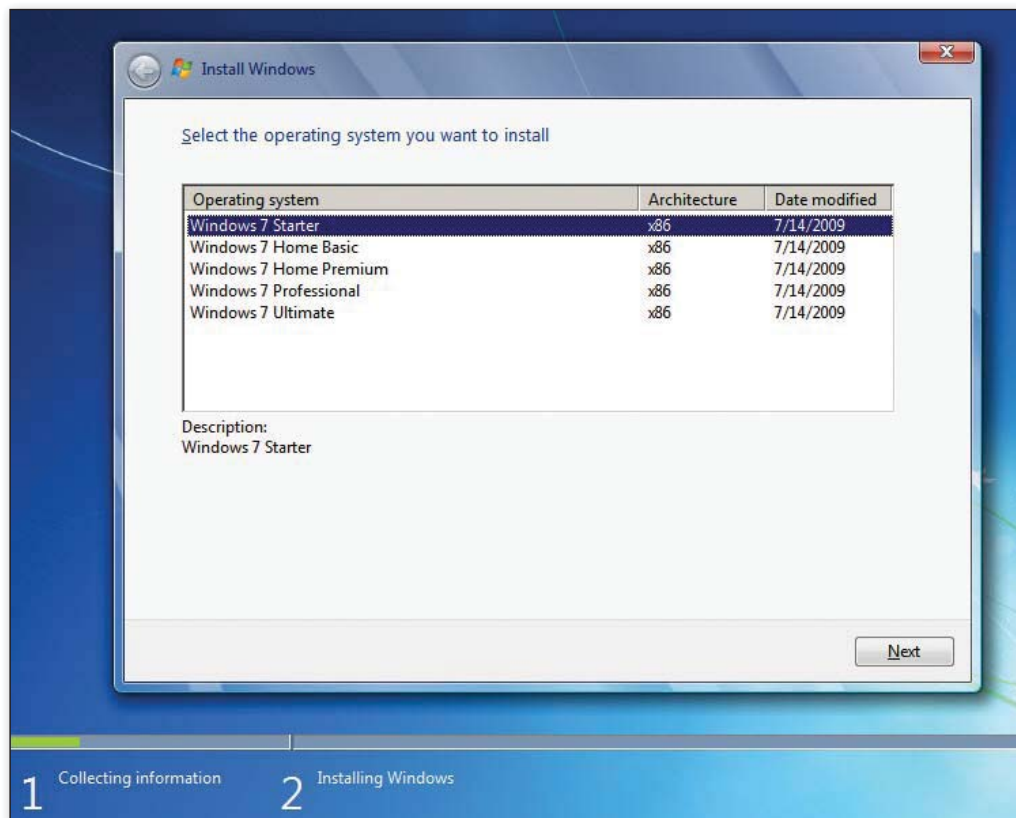 Install Windows
X
Select the operating system you want to install
Operating system Architecture Date modified
Windows 7 Starter x86 7/14/2009
Windows 7 Home Basic x86 7/14/2009
Windows 7 Home Premium x86 7/14/2009
Windows 7 Professional x86 7/14/2009
Windows 7 Ultimate x86 7/14/2009
Description:
Windows 7 Starter
Next
1 Collecting information 2 Installing Windows